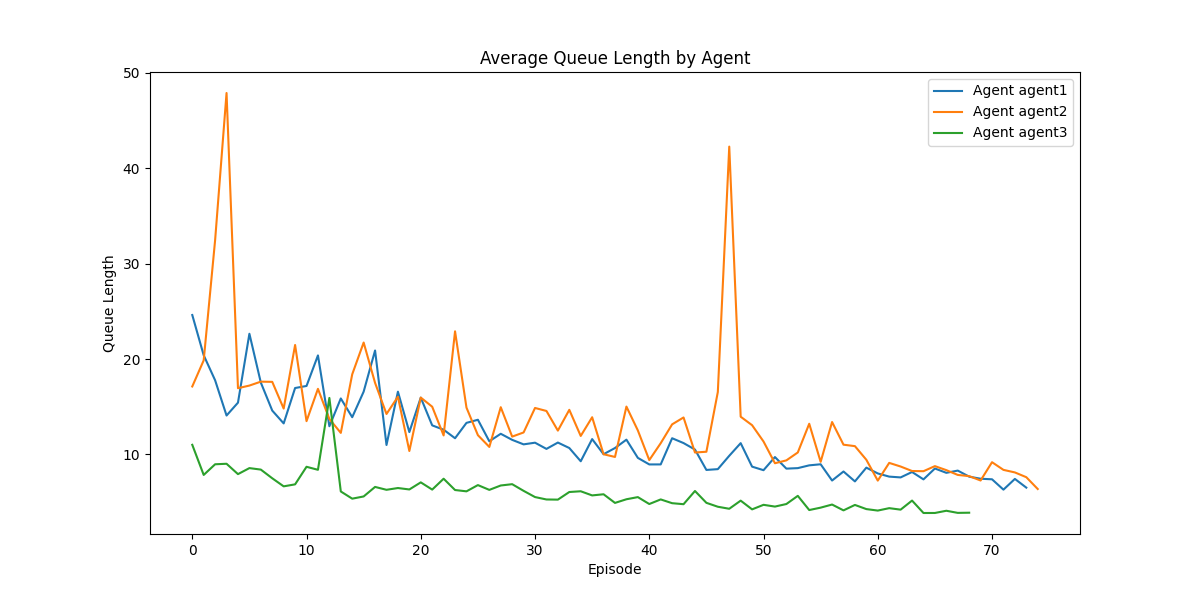 Average Queue Length by Agent
50
40
30
20
10
Queue Length
Agent agent1
Agent agent2
Agent agent3
0 10 20 30 40 50 60 70
Episode